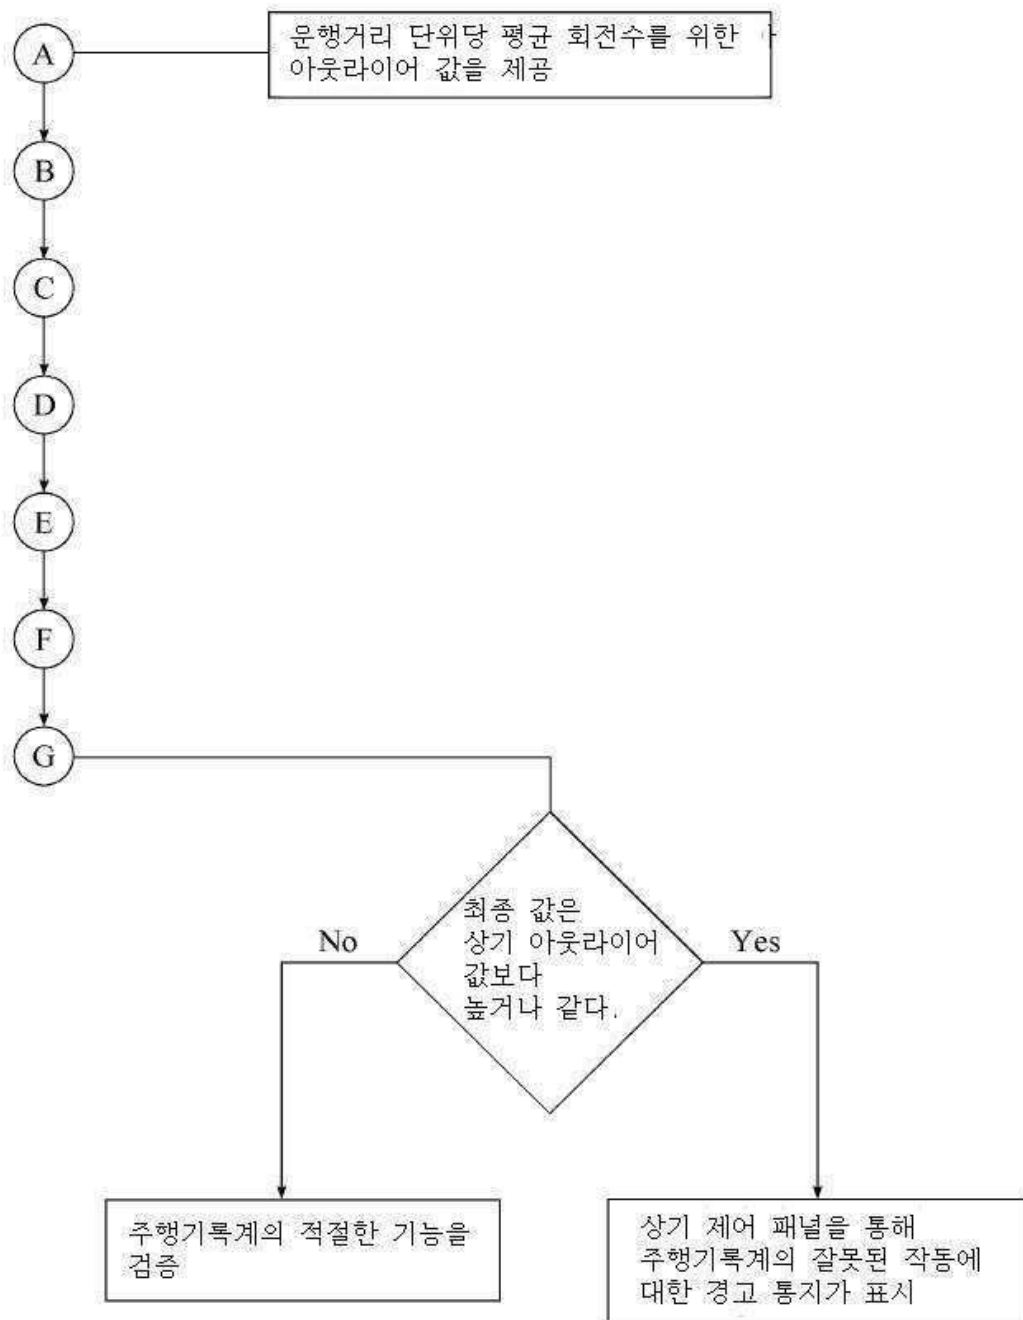 A
운행거리 단위당 평균 회전수를 위한
아웃라이어 값을 제공
B
C
D
E
F
G
최종 값은
상기 아웃라이어
값보다
높거나 같다.
No
Yes
주행기록계의 적절한 기능을
검증
상기 제어 패널을 통해
주행기록계의 잘못된 작동에
대한 경고 통지가 표시